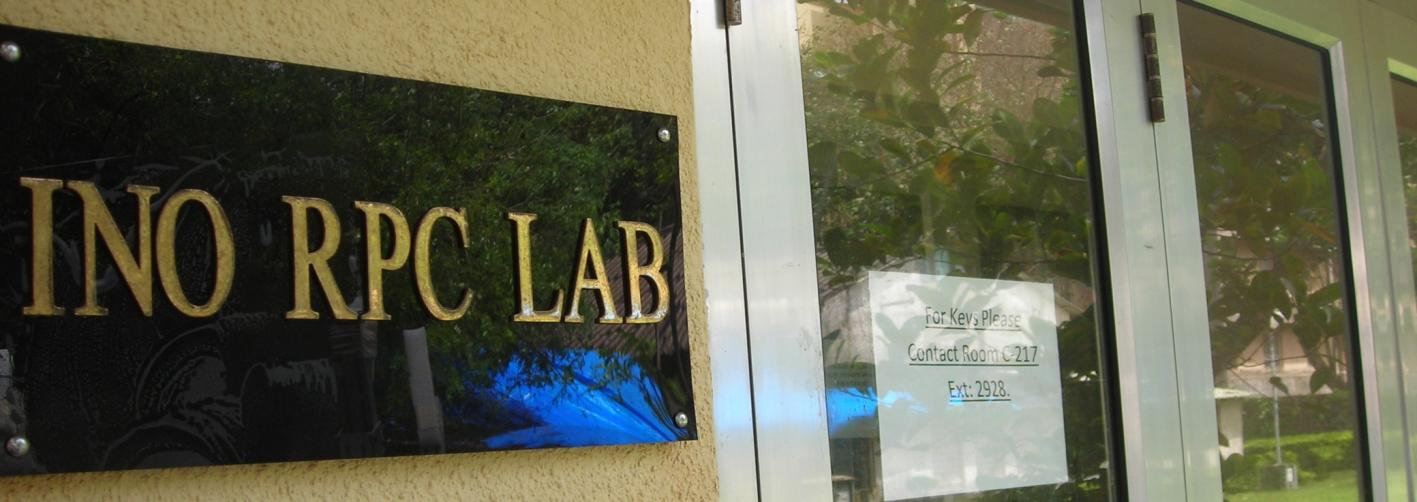 INO RPC LAB
For Keys Please
Contact Room C-217
Ext: 2928.